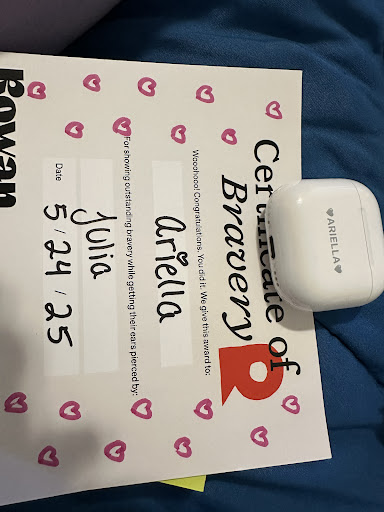 Certificate of
Bravery
Wooohooo! Congratulations. You did it. We give this award to:
Ariella
For showing outstanding bravery while getting their ears pierced by:
Julia
Date
5/24/25
Rowan
♥ARIELLA♥